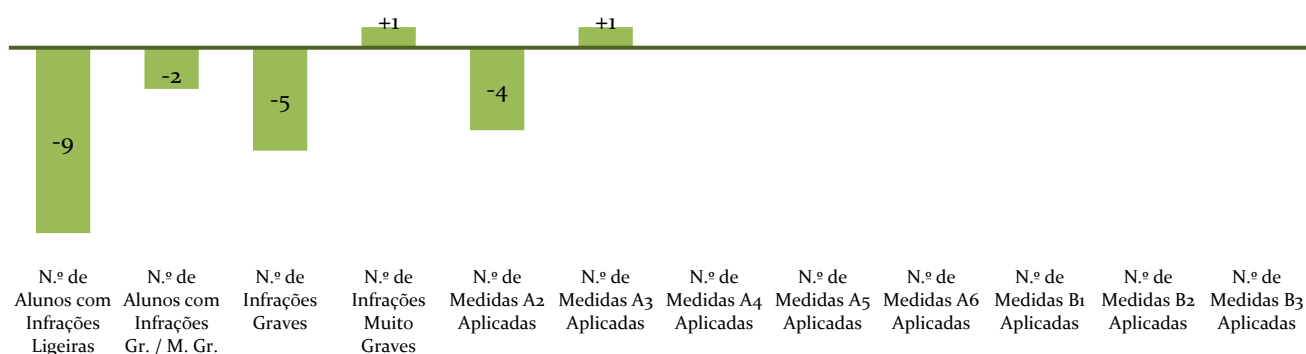 +1
+1
-2
-5
-4
-9
N.º de
Alunos com
Infrações
Ligeiras
N.º de
Alunos com
Infrações
Gr. / M. Gr.
N.º de
Infrações
Graves
N.º de
Infrações
Muito
Graves
N.º de
Medidas A2
Aplicadas
N.º de
Medidas A3
Aplicadas
N.º de
Medidas A4
Aplicadas
N.º de
Medidas A5
Aplicadas
N.º de
Medidas A6
Aplicadas
N.º de
Medidas B1
Aplicadas
N.º de
Medidas B2
Aplicadas
N.º de
Medidas B3
Aplicadas